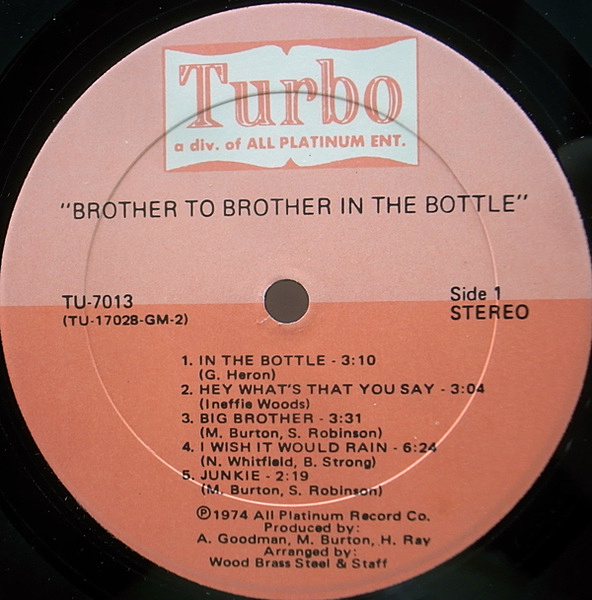 Turbo
a div. of ALL PLATINUM ENT.
"BROTHER TO BROTHER IN THE BOTTLE"
TU-7013
(TU-17028-GM-2)
Side 1
STEREO
1. IN THE BOTTLE - 3:10
(G. Heron)
2. HEY WHAT'S THAT YOU SAY - 3:04
(Ineffie Woods)
3. BIG BROTHER - 3:31
(M. Burton, S. Robinson)
4. I WISH IT WOULD RAIN - 6:24
(N. Whitfield, B. Strong)
5. JUNKIE - 2:19
(M. Burton, S. Robinson)
℗1974 All Platinum Record Co.
Produced by:
A. Goodman, M. Burton, H. Ray
Arranged by:
Wood Brass Steel & Staff